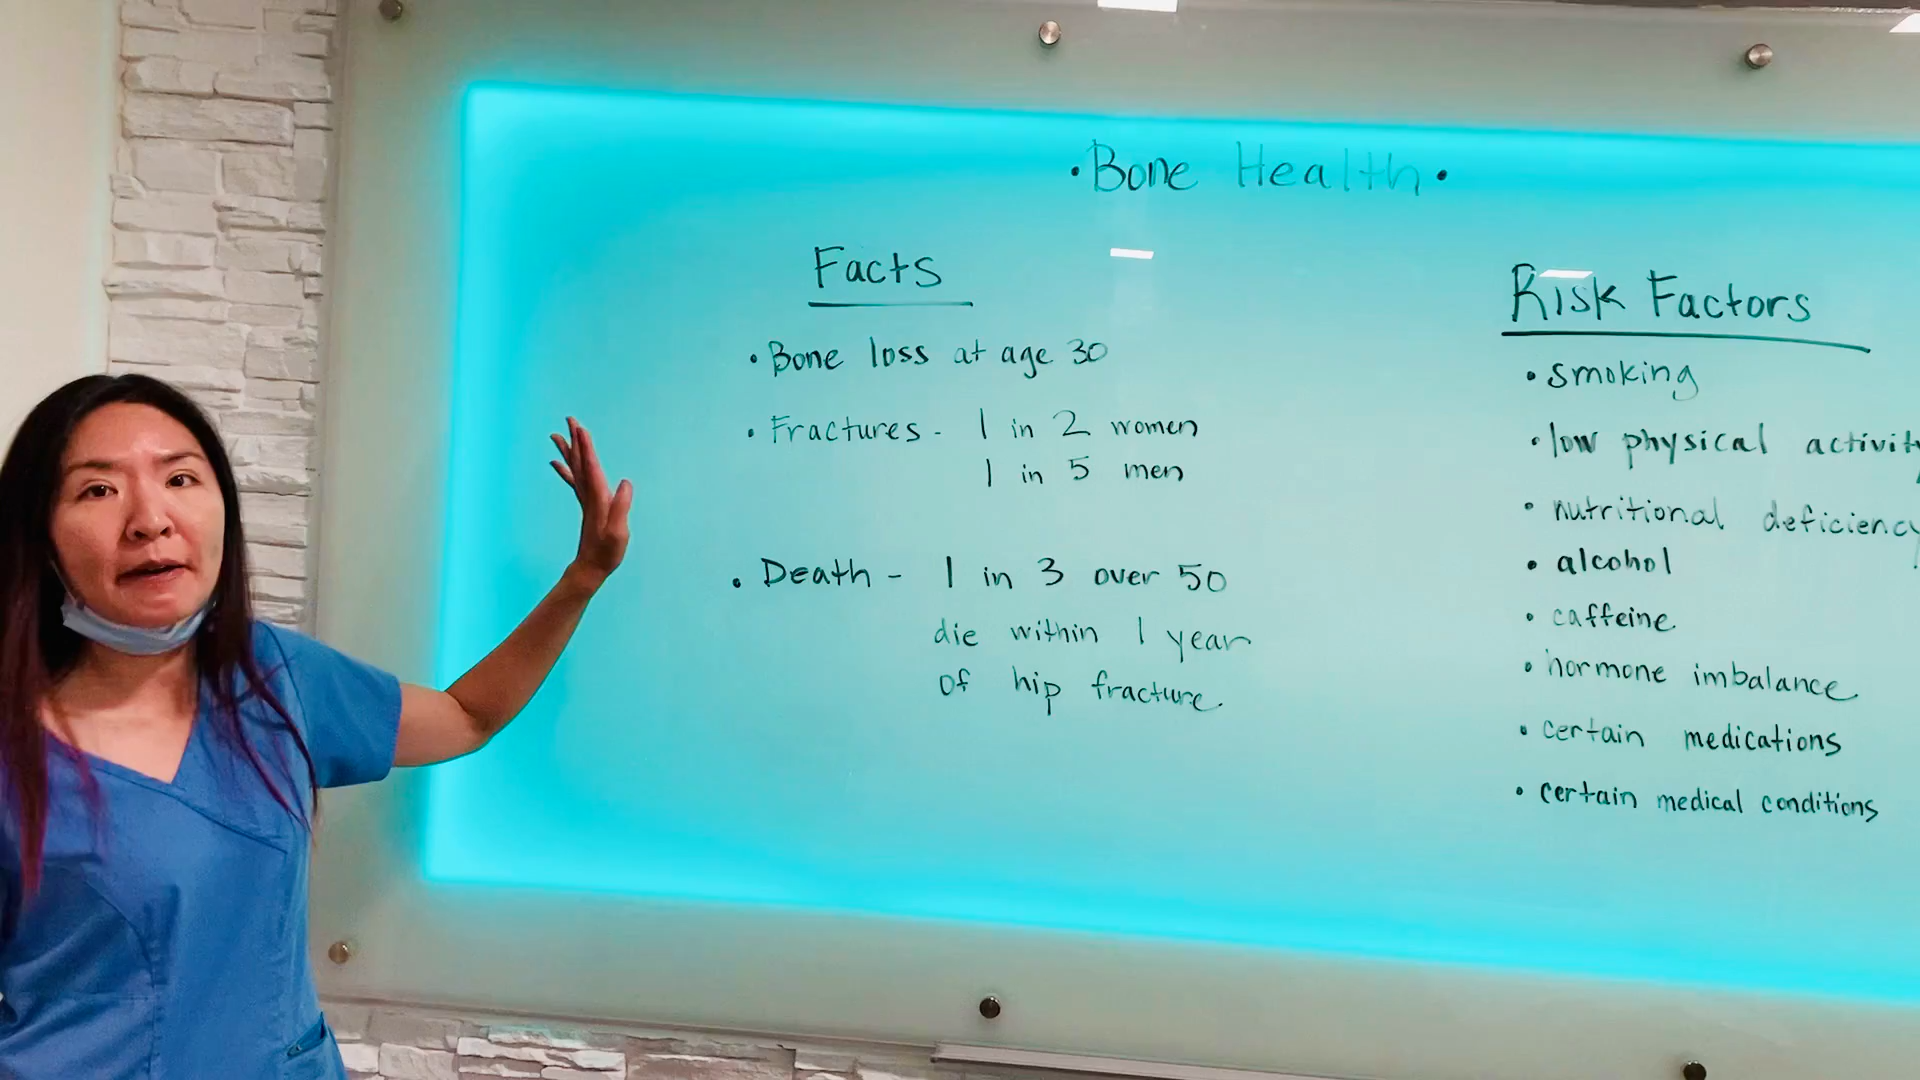 • Bone Health •
Facts
• Bone loss at age 30
• Fractures - 1 in 2 women
1 in 5 men
• Death - 1 in 3 over 50
die within 1 year
of hip fracture.
Risk Factors
• smoking
• low physical activity
• nutritional deficiency
• alcohol
• caffeine
• hormone imbalance
• certain medications
• certain medical conditions